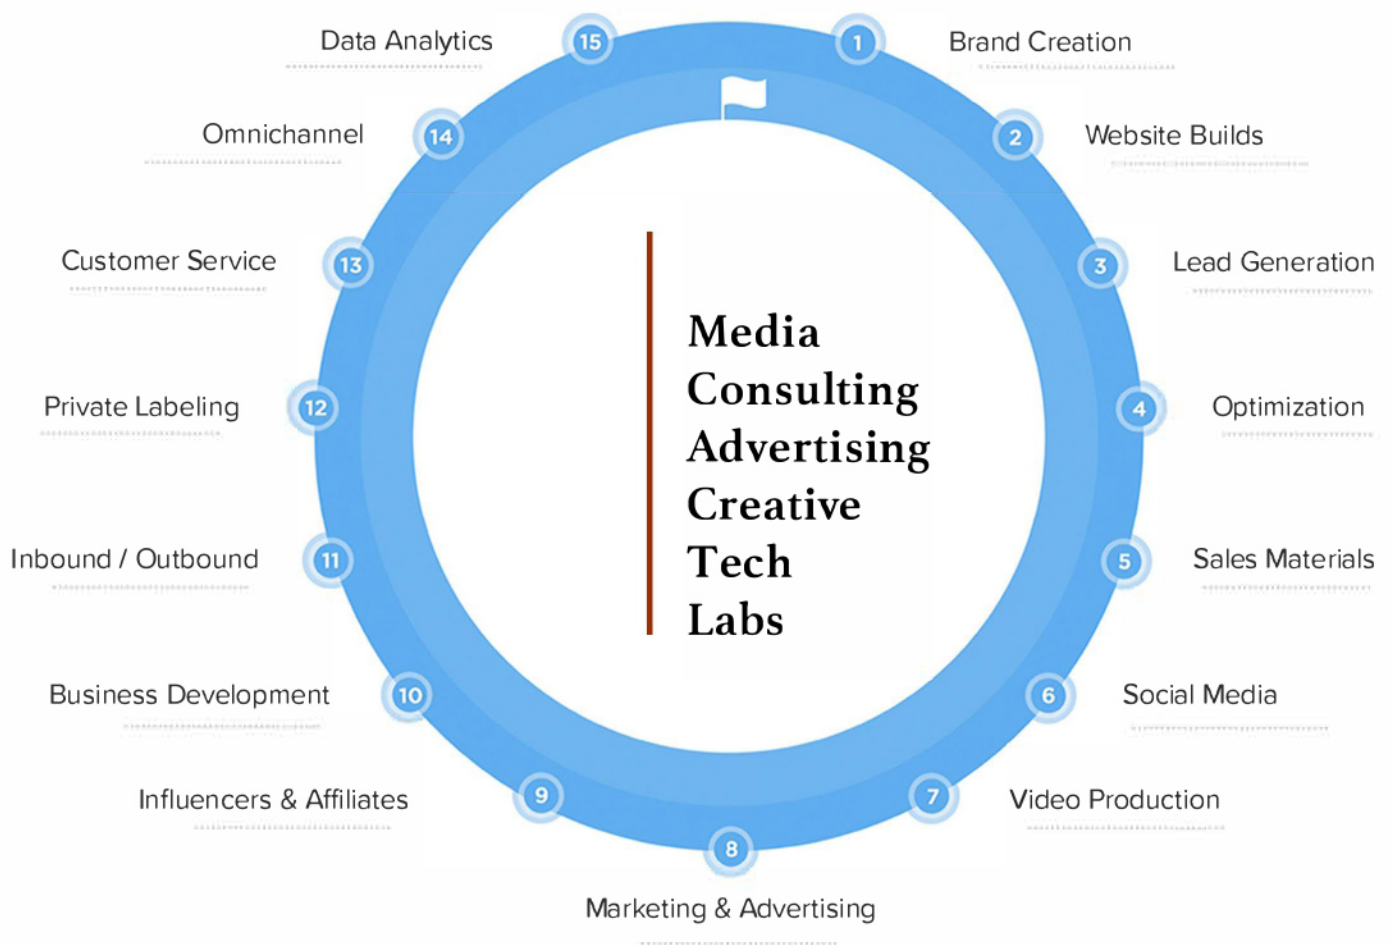 Data Analytics
15
1
Brand Creation
Omnichannel
14
2
Website Builds
Customer Service
13
3
Lead Generation
Private Labeling
12
4
Optimization
Inbound / Outbound
11
5
Sales Materials
Business Development
10
6
Social Media
Influencers & Affiliates
9
7
Video Production
8
Marketing & Advertising
Media
Consulting
Advertising
Creative
Tech
Labs